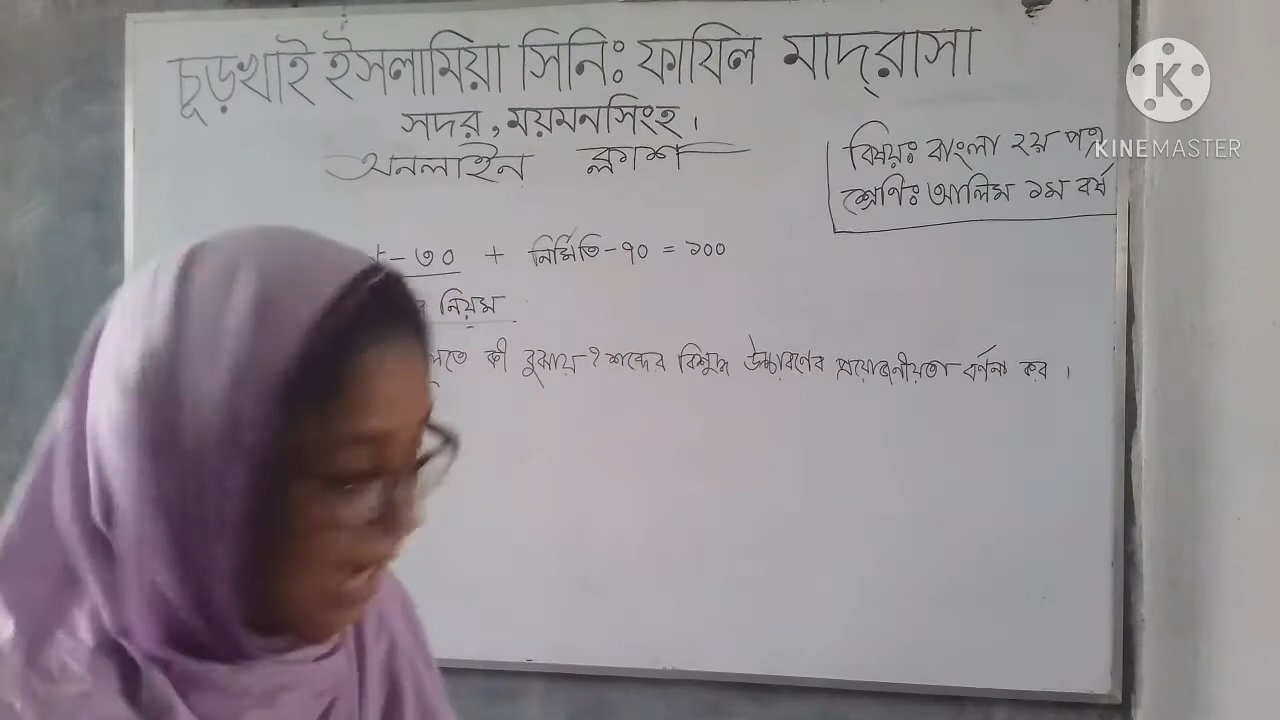 চুড়খাই ইসলামিয়া সিনিঃ ফাযিল মাদ্রাসা
সদর, ময়মনসিংহ।
অনলাইন ক্লাশ
বিষয়ঃ বাংলা ২য় পত্র
শ্রেণিঃ আলিম ১ম বর্ষ
- ৩০ + নির্মিতি - ৭০ = ১০০
নিয়ম
কী বুঝায়? শব্দের বিশুদ্ধ উচ্চারণের প্রয়োজনীয়তা বর্ণনা কর।
K
KINEMASTER